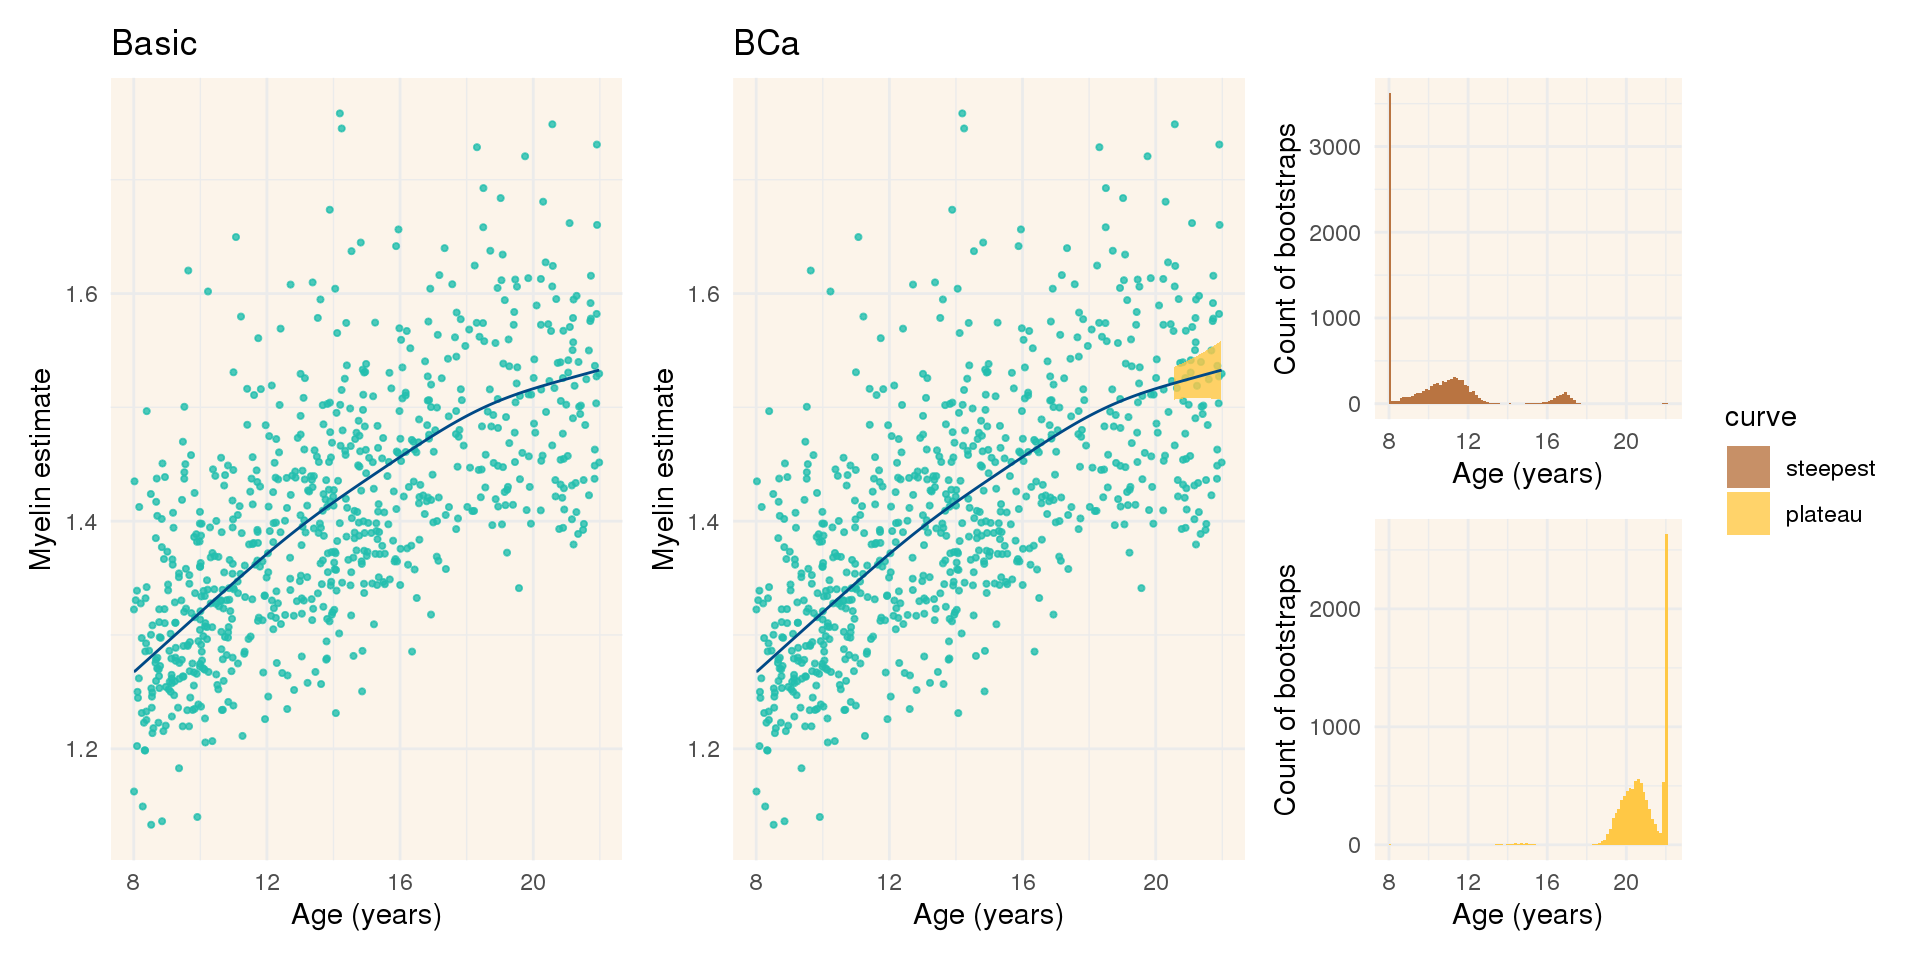 Basic
Myelin estimate
1.6
1.4
1.2
8 12 16 20
Age (years)
BCa
Myelin estimate
1.6
1.4
1.2
8 12 16 20
Age (years)
Count of bootstraps
3000
2000
1000
0
8 12 16 20
Age (years)
Count of bootstraps
2000
1000
0
8 12 16 20
Age (years)
curve
steepest
plateau